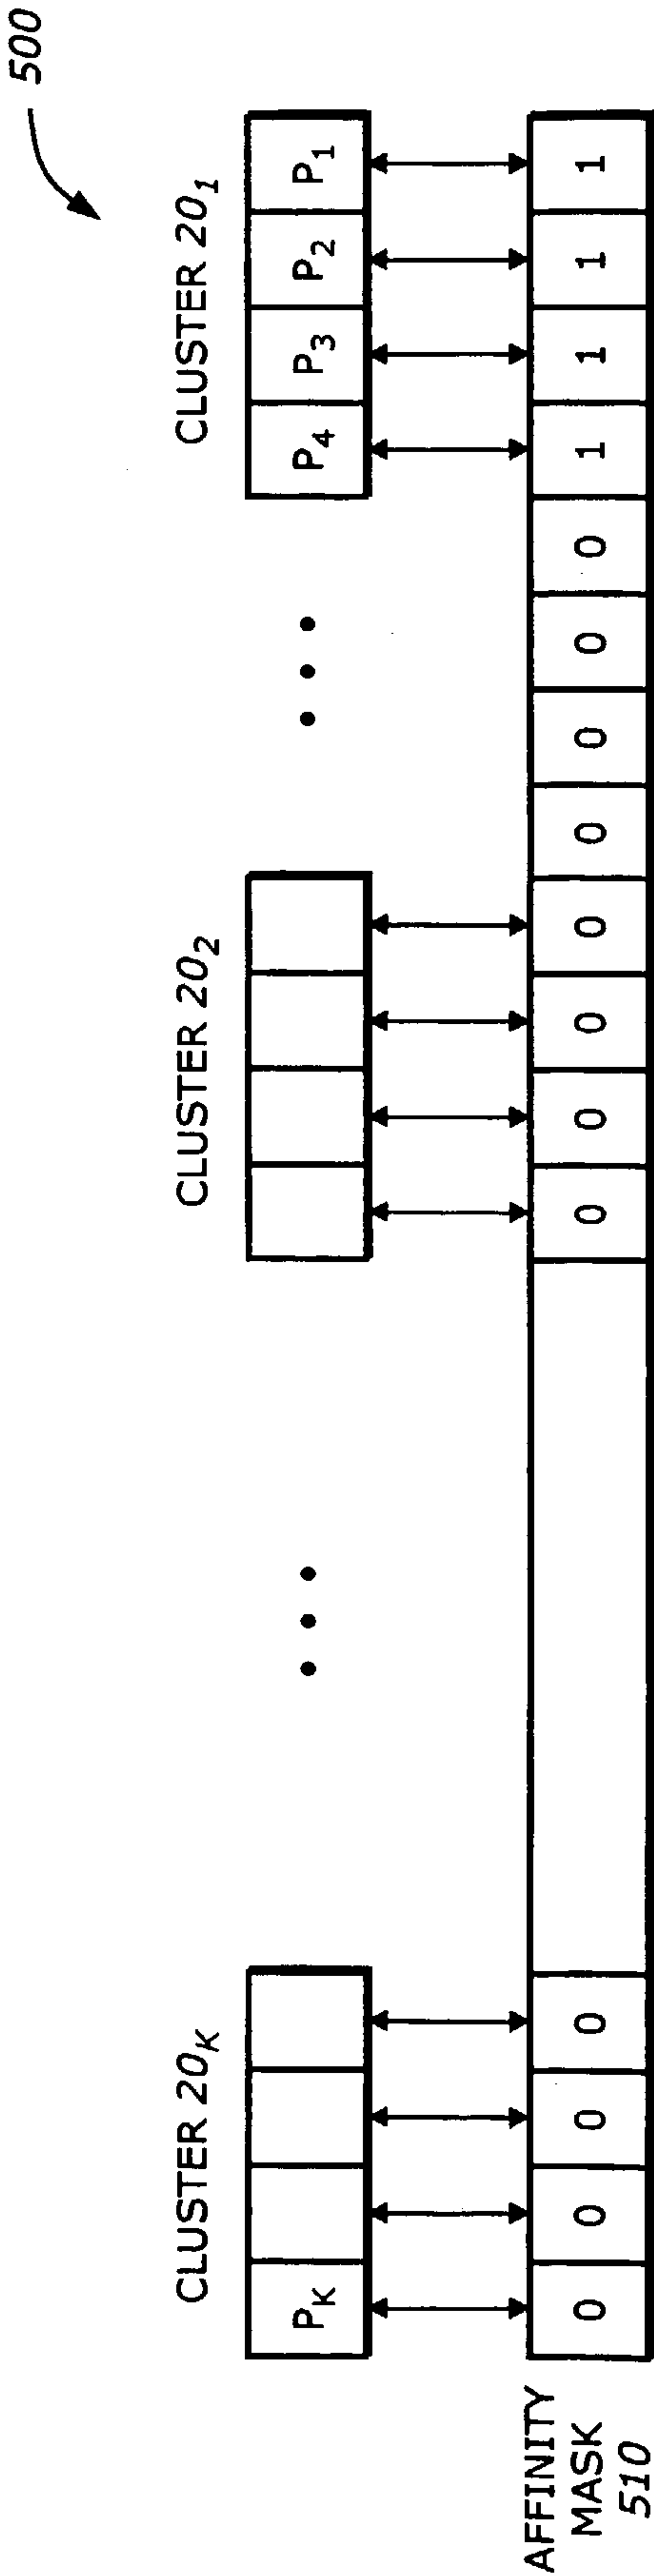 500
CLUSTER 20K CLUSTER 202 CLUSTER 201
PK P4 P3 P2 P1
AFFINITY
MASK
510
0 0 0 0 0 0 0 0 0 0 0 0 1 1 1 1